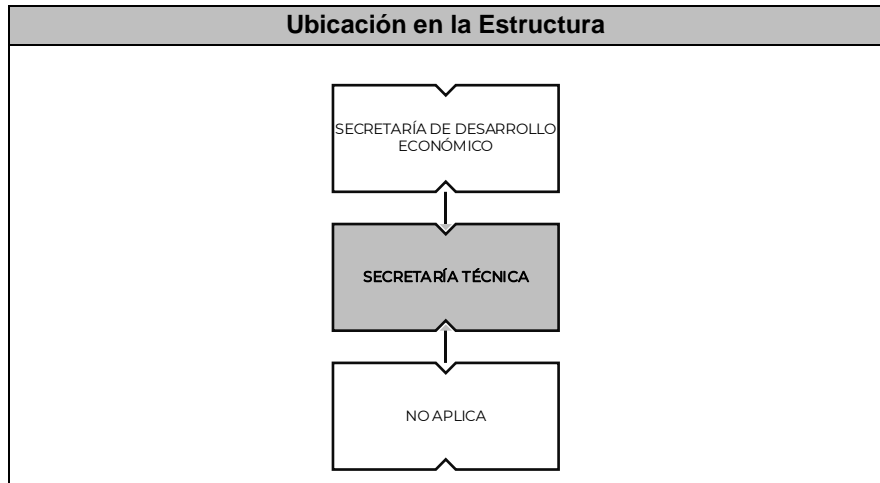 Ubicación en la Estructura
SECRETARÍA DE DESARROLLO
ECONÓMICO
SECRETARÍA TÉCNICA
NO APLICA